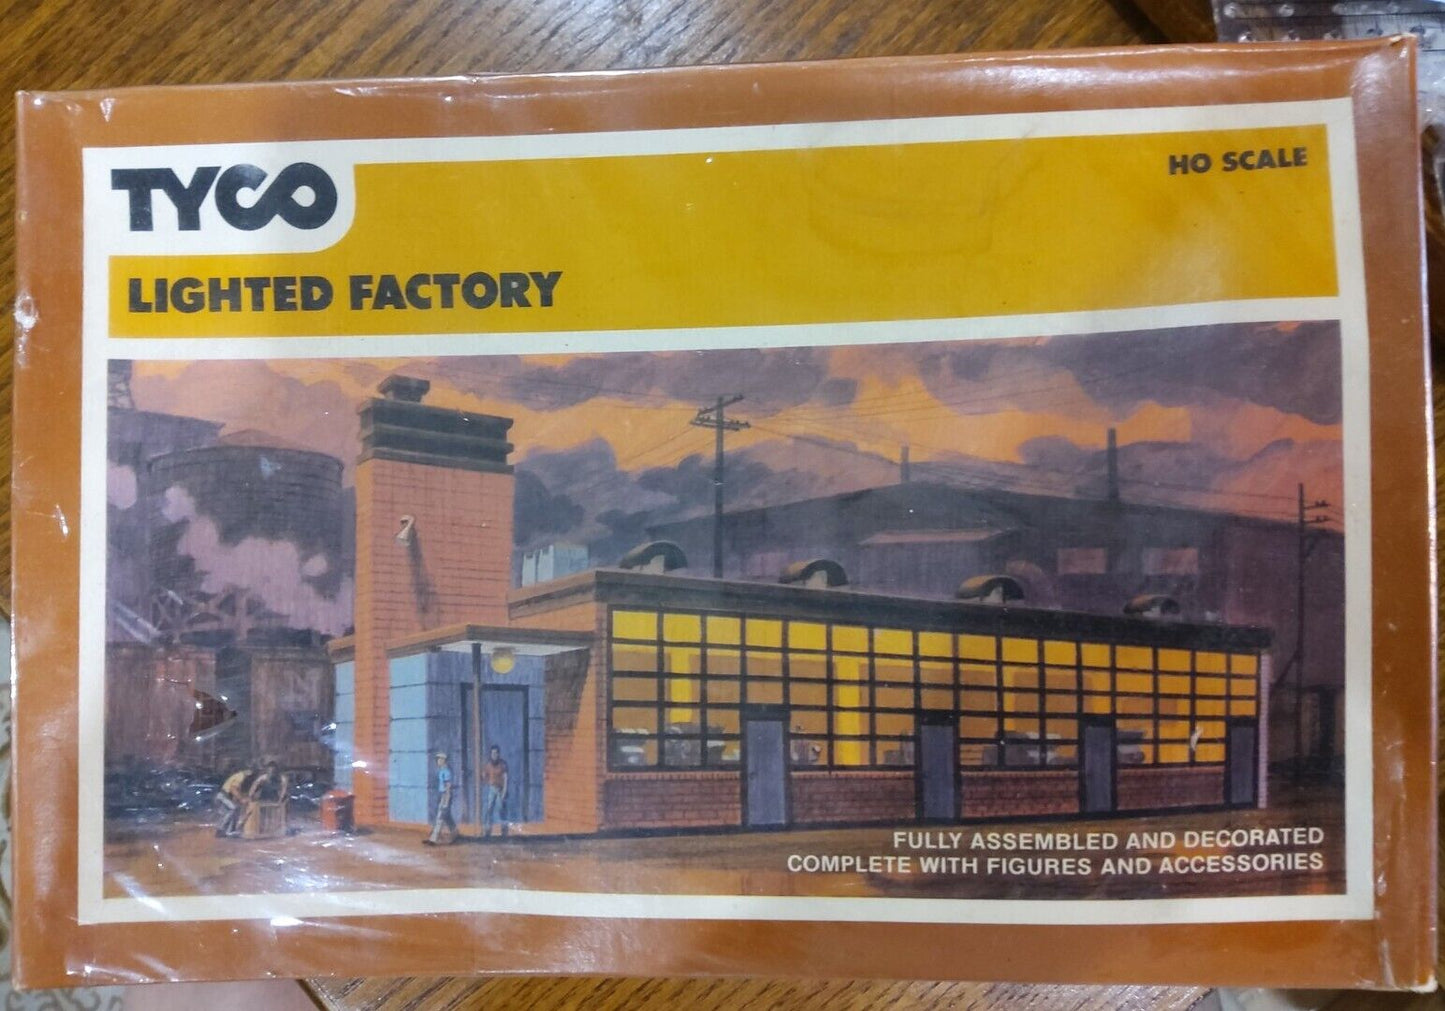 TYCO
HO SCALE
LIGHTED FACTORY
FULLY ASSEMBLED AND DECORATED
COMPLETE WITH FIGURES AND ACCESSORIES